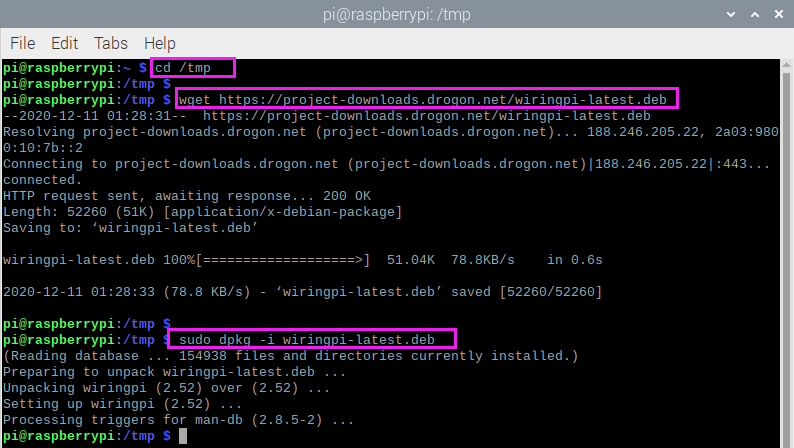 pi@raspberrypi: /tmp
File Edit Tabs Help
pi@raspberrypi:~ $ cd /tmp
pi@raspberrypi:/tmp $
pi@raspberrypi:/tmp $ wget https://project-downloads.drogon.net/wiringpi-latest.deb
--2020-12-11 01:28:31--  https://project-downloads.drogon.net/wiringpi-latest.deb
Resolving project-downloads.drogon.net (project-downloads.drogon.net)... 188.246.205.22, 2a03:980
0:10:7b::2
Connecting to project-downloads.drogon.net (project-downloads.drogon.net)|188.246.205.22|:443...
connected.
HTTP request sent, awaiting response... 200 OK
Length: 52260 (51K) [application/x-debian-package]
Saving to: ‘wiringpi-latest.deb’
wiringpi-latest.deb 100%[===================>]  51.04K  78.8KB/s    in 0.6s
2020-12-11 01:28:33 (78.8 KB/s) - ‘wiringpi-latest.deb’ saved [52260/52260]
pi@raspberrypi:/tmp $
pi@raspberrypi:/tmp $ sudo dpkg -i wiringpi-latest.deb
(Reading database ... 154938 files and directories currently installed.)
Preparing to unpack wiringpi-latest.deb ...
Unpacking wiringpi (2.52) over (2.52) ...
Setting up wiringpi (2.52) ...
Processing triggers for man-db (2.8.5-2) ...
pi@raspberrypi:/tmp $